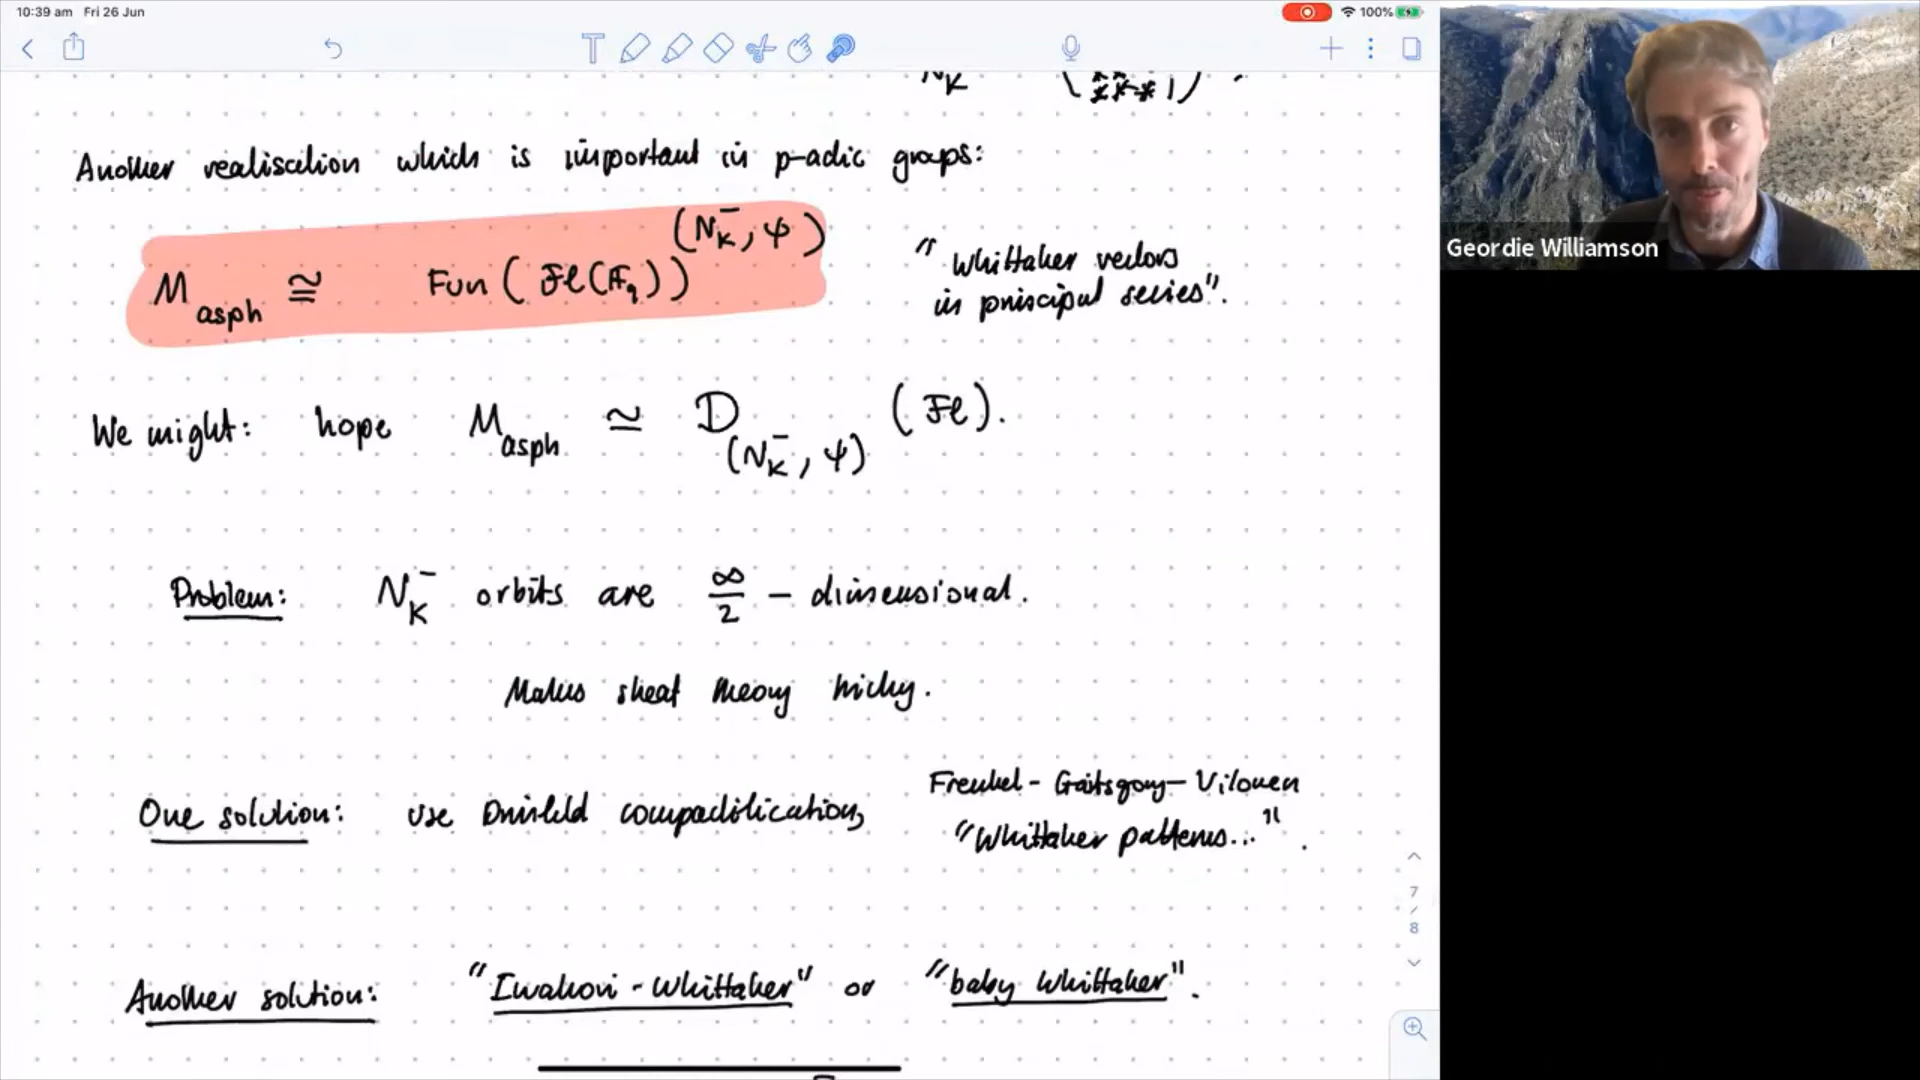 10:39 am Fri 26 Jun
100%
N_K
Another realisation which is important in p-adic groups:
M_asph ≅ Fun ( Fl(F_q) )^(N_K^-, ψ)
"Whittaker vectors
in principal series".
We might: hope M_asph ≃ D_(N_K^-, ψ) (Fl).
Problem: N_K^- orbits are ∞/2 - dimensional.
Makes sheaf theory tricky.
One solution: use Drinfeld compactification,
Frenkel - Gaitsgory - Vilonen
"Whittaker patterns..." .
Another solution: "Iwahori - Whittaker" or "baby Whittaker".
7
/
8
Geordie Williamson